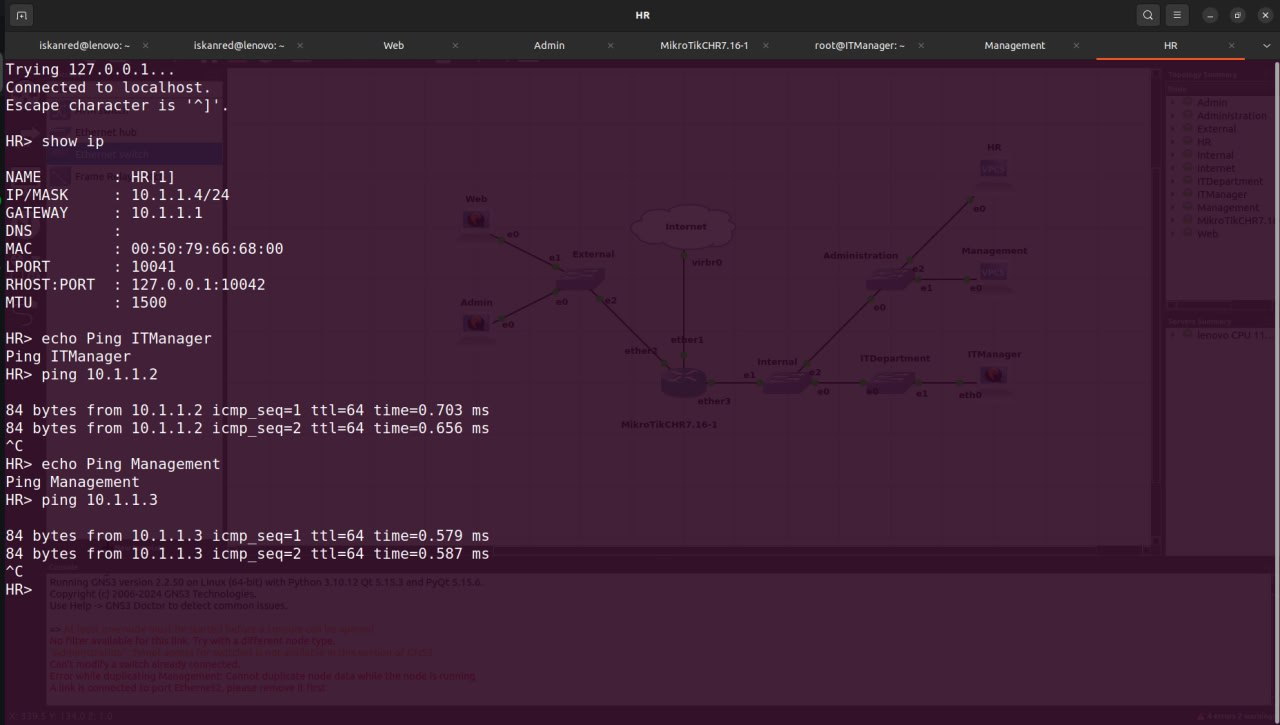 HR
iskanred@lenovo: ~
iskanred@lenovo: ~
Web
Admin
MikroTikCHR7.16-1
root@ITManager: ~
Management
HR
Trying 127.0.0.1...
Connected to localhost.
Escape character is '^]'.
HR> show ip
NAME : HR[1]
IP/MASK : 10.1.1.4/24
GATEWAY : 10.1.1.1
DNS :
MAC : 00:50:79:66:68:00
LPORT : 10041
RHOST:PORT : 127.0.0.1:10042
MTU : 1500
HR> echo Ping ITManager
Ping ITManager
HR> ping 10.1.1.2
84 bytes from 10.1.1.2 icmp_seq=1 ttl=64 time=0.703 ms
84 bytes from 10.1.1.2 icmp_seq=2 ttl=64 time=0.656 ms
^C
HR> echo Ping Management
Ping Management
HR> ping 10.1.1.3
84 bytes from 10.1.1.3 icmp_seq=1 ttl=64 time=0.579 ms
84 bytes from 10.1.1.3 icmp_seq=2 ttl=64 time=0.587 ms
^C
HR>
Ethernet hub
Ethernet switch
Web
e0
e1
External
Admin
e0
e0
e2
Internet
virbr0
ether1
ether3
MikroTikCHR7.16-1
Internal
e1
e2
e0
ITDepartment
e0
e1
ITManager
eth0
Administration
e2
e1
e0
HR
VPCS
e0
Management
VPCS
e0
Topology Summary
Node
Admin
Administration
External
HR
Internal
Internet
ITDepartment
ITManager
Management
MikroTikCHR7.
Web
Servers Summary
lenovo CPU 11...
Console
Running GNS3 version 2.2.50 on Linux (64-bit) with Python 3.10.12 Qt 5.15.3 and PyQt 5.15.6.
Copyright (c) 2006-2024 GNS3 Technologies.
Use Help -> GNS3 Doctor to detect common issues.
No filter available for this link. Try with a different node type.
Can't modify a switch already connected.
Error while duplicating Management: Cannot duplicate node data while the node is running
A link is connected to port Ethernet2, please remove it first